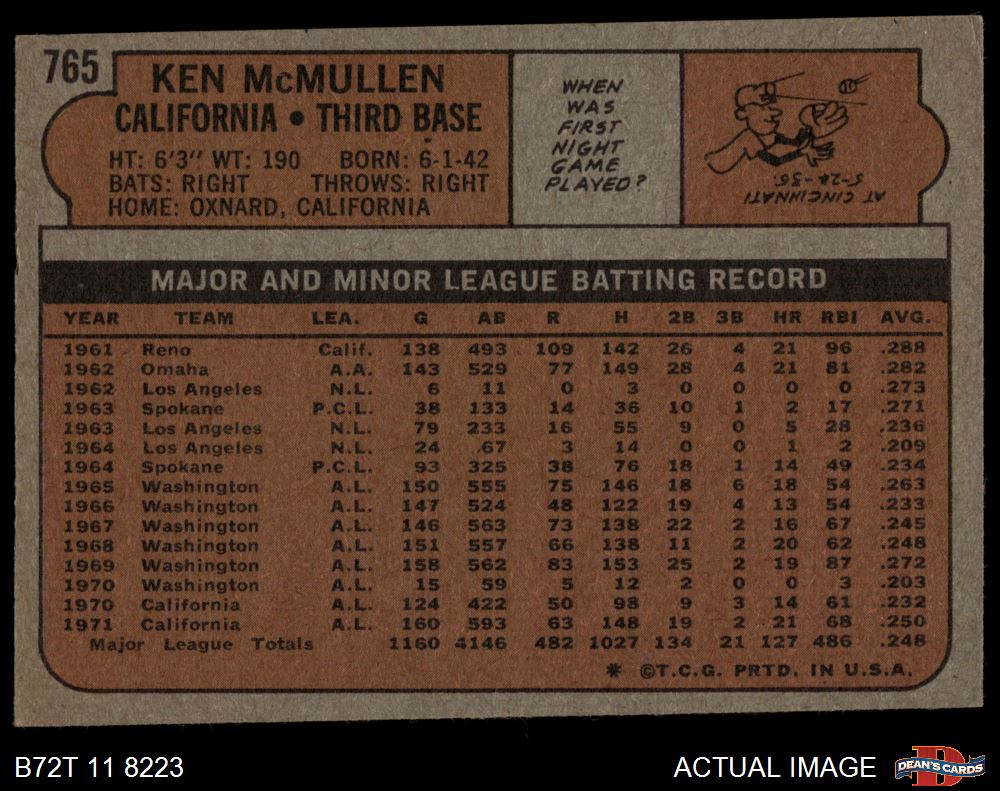 765
KEN McMULLEN
CALIFORNIA • THIRD BASE
HT: 6'3" WT: 190 BORN: 6-1-42
BATS: RIGHT THROWS: RIGHT
HOME: OXNARD, CALIFORNIA
WHEN
WAS
FIRST
NIGHT
GAME
PLAYED?
AT CINCINNATI
5-24-35.
MAJOR AND MINOR LEAGUE BATTING RECORD
YEAR TEAM LEA. G AB R H 2B 3B HR RBI AVG.
1961 Reno Calif. 138 493 109 142 26 4 21 96 .288
1962 Omaha A.A. 143 529 77 149 28 4 21 81 .282
1962 Los Angeles N.L. 6 11 0 3 0 0 0 0 .273
1963 Spokane P.C.L. 38 133 14 36 10 1 2 17 .271
1963 Los Angeles N.L. 79 233 16 55 9 0 5 28 .236
1964 Los Angeles N.L. 24 67 3 14 0 0 1 2 .209
1964 Spokane P.C.L. 93 325 38 76 18 1 14 49 .234
1965 Washington A.L. 150 555 75 146 18 6 18 54 .263
1966 Washington A.L. 147 524 48 122 19 4 13 54 .233
1967 Washington A.L. 146 563 73 138 22 2 16 67 .245
1968 Washington A.L. 151 557 66 138 11 2 20 62 .248
1969 Washington A.L. 158 562 83 153 25 2 19 87 .272
1970 Washington A.L. 15 59 5 12 2 0 0 3 .203
1970 California A.L. 124 422 50 98 9 3 14 61 .232
1971 California A.L. 160 593 63 148 19 2 21 68 .250
Major League Totals 1160 4146 482 1027 134 21 127 486 .248
* ©T.C.G. PRTD. IN U.S.A.
B72T 11 8223
ACTUAL IMAGE
DEAN'S CARDS